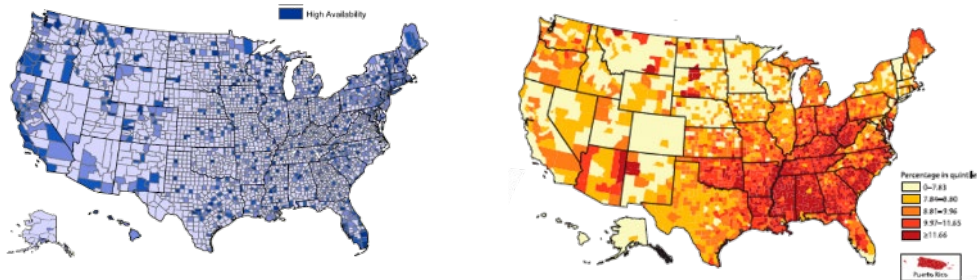 High Availability
Percentage in quintile
0–7.83
7.84–8.80
8.81–9.96
9.97–11.65
≥11.66
Puerto Rico